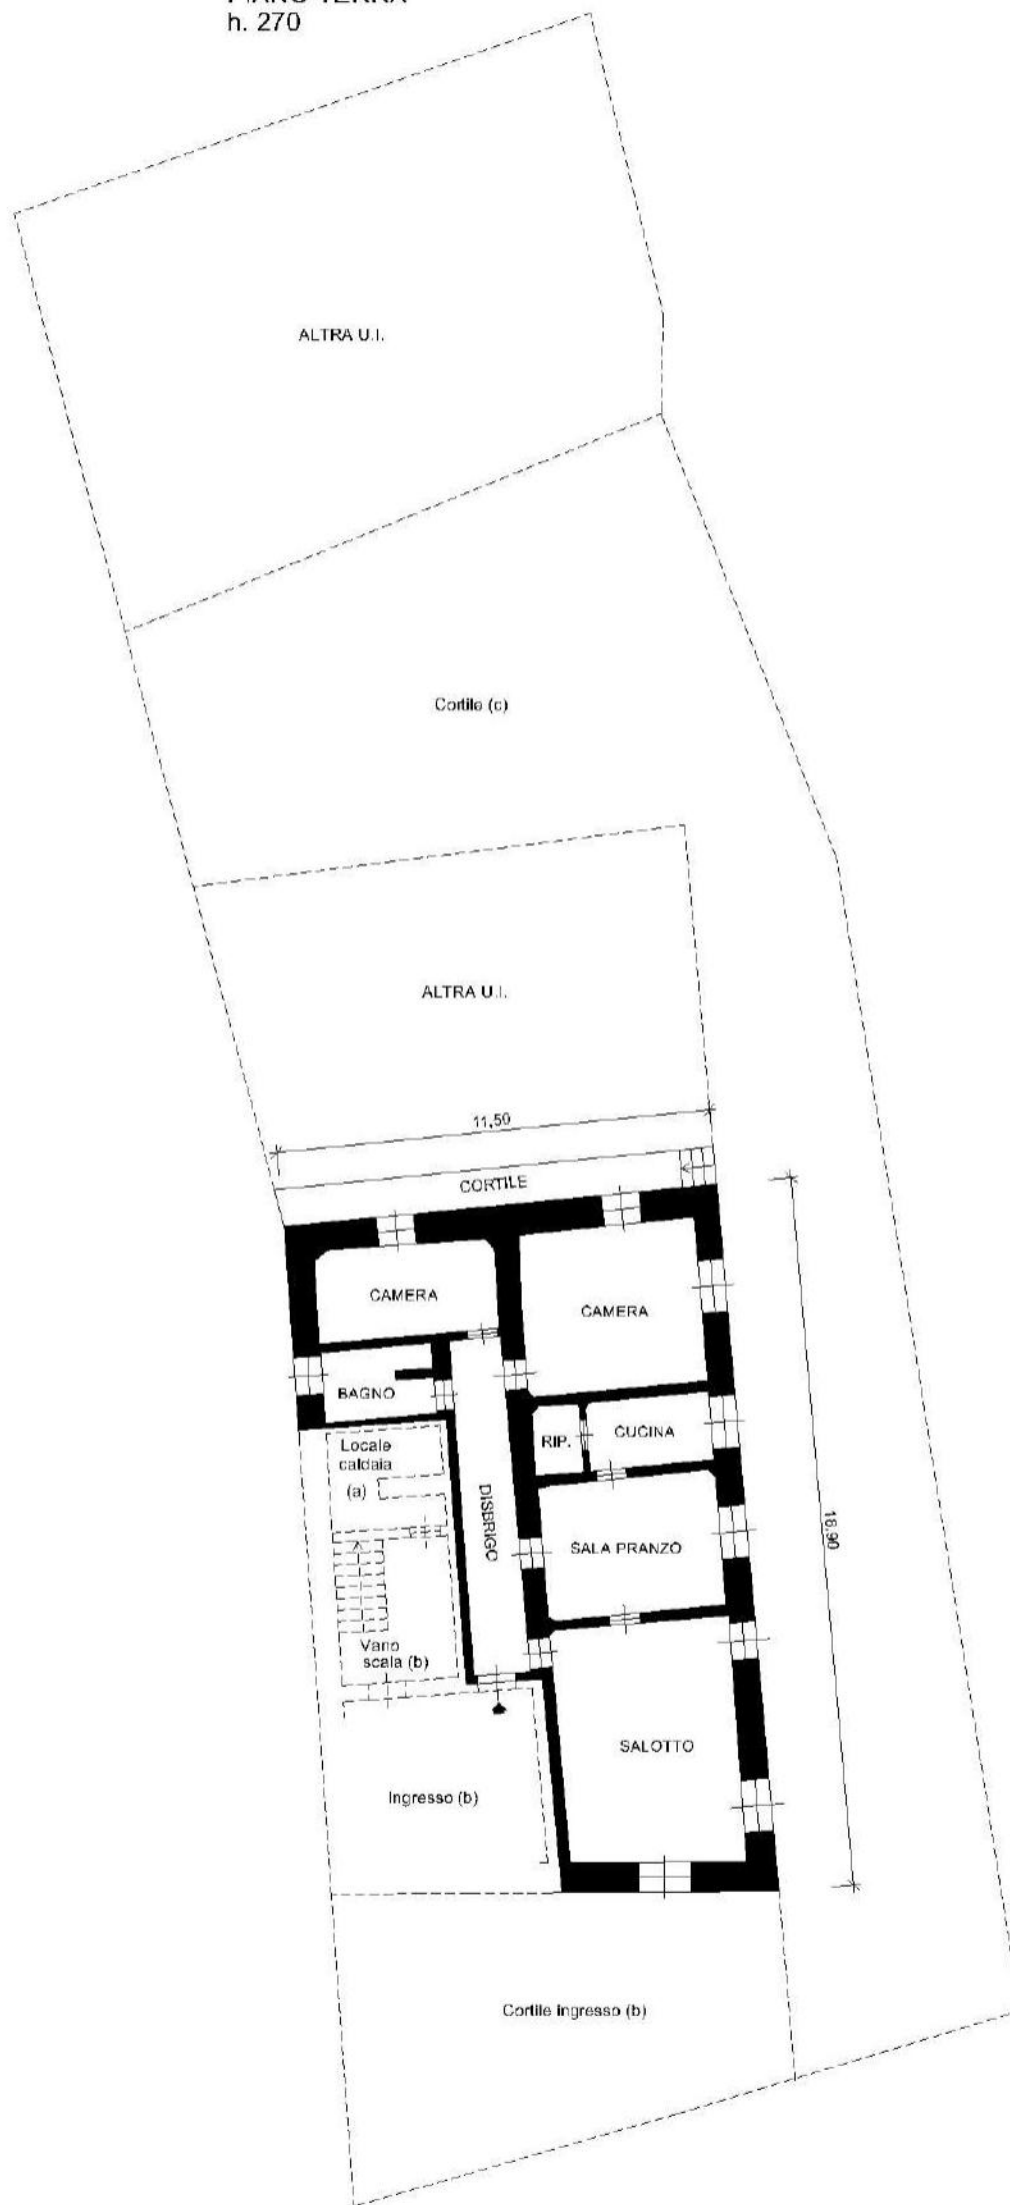 h. 270
ALTRA U.I.
Cortile (c)
ALTRA U.I.
11,50
CORTILE
CAMERA
CAMERA
BAGNO
RIP.
CUCINA
Locale
caldaia
(a)
DISBRIGO
SALA PRANZO
18.90
Vano
scala (b)
SALOTTO
Ingresso (b)
Cortile ingresso (b)